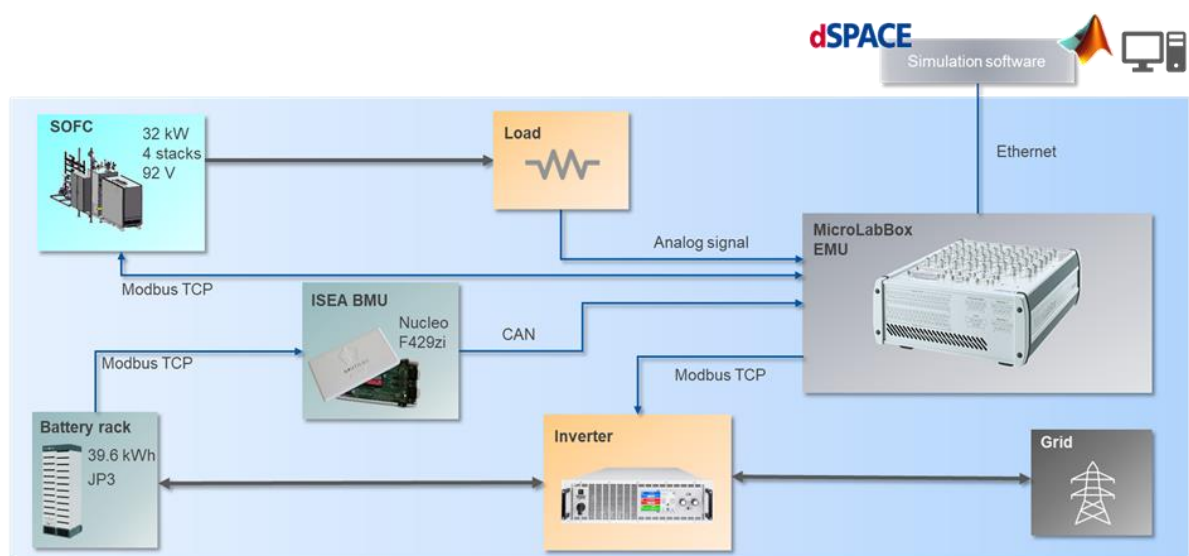 dSPACE
Simulation software
SOFC
32 kW
4 stacks
92 V
Load
Ethernet
MicroLabBox
EMU
Analog signal
Modbus TCP
ISEA BMU
Nucleo
F429zi
CAN
Modbus TCP
Modbus TCP
Battery rack
39.6 kWh
JP3
Inverter
Grid